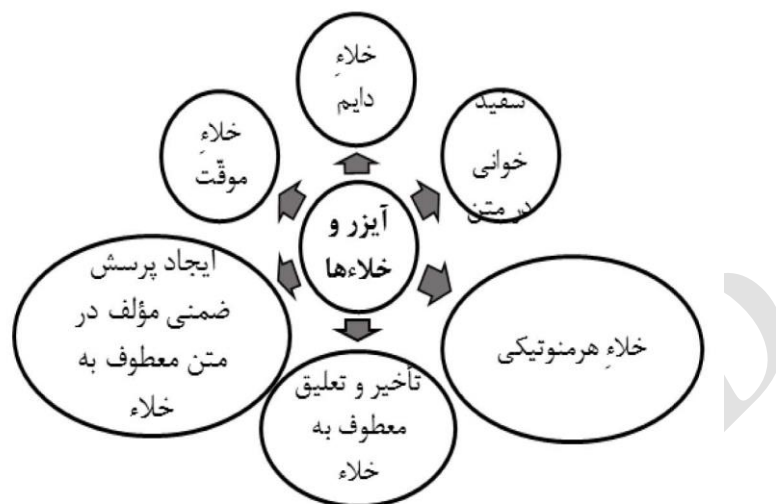 خلاءِ
دایم
سفید
خوانی
در متن
خلاءِ
موقّت
آیزر و
خلاءها
ایجاد پرسش
ضمنی مؤلف در
متن معطوف به
خلاء
خلاءِ هرمنوتیکی
تأخیر و تعلیق
معطوف به
خلاء